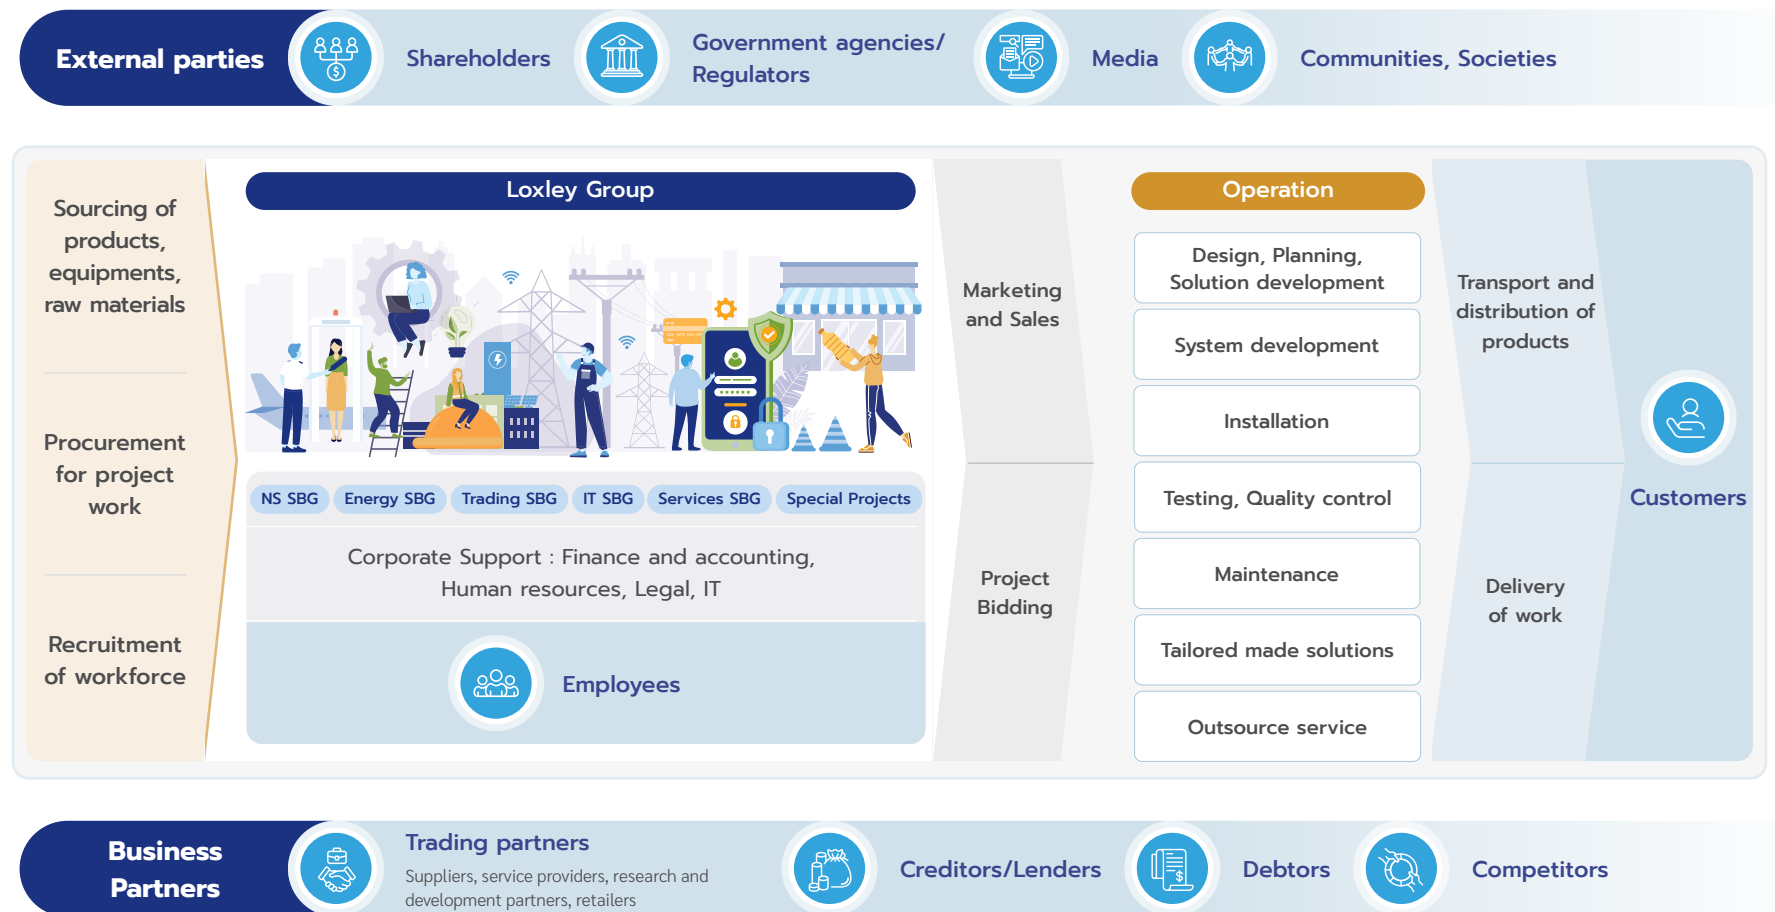 External parties
Shareholders
Government agencies/
Regulators
Media
Communities, Societies
Sourcing of
products,
equipments,
raw materials
Procurement
for project
work
Recruitment
of workforce
Loxley Group
NS SBG
Energy SBG
Trading SBG
IT SBG
Services SBG
Special Projects
Corporate Support : Finance and accounting,
Human resources, Legal, IT
Employees
Marketing
and Sales
Project
Bidding
Operation
Design, Planning,
Solution development
System development
Installation
Testing, Quality control
Maintenance
Tailored made solutions
Outsource service
Transport and
distribution of
products
Delivery
of work
Customers
Business
Partners
Trading partners
Suppliers, service providers, research and
development partners, retailers
Creditors/Lenders
Debtors
Competitors